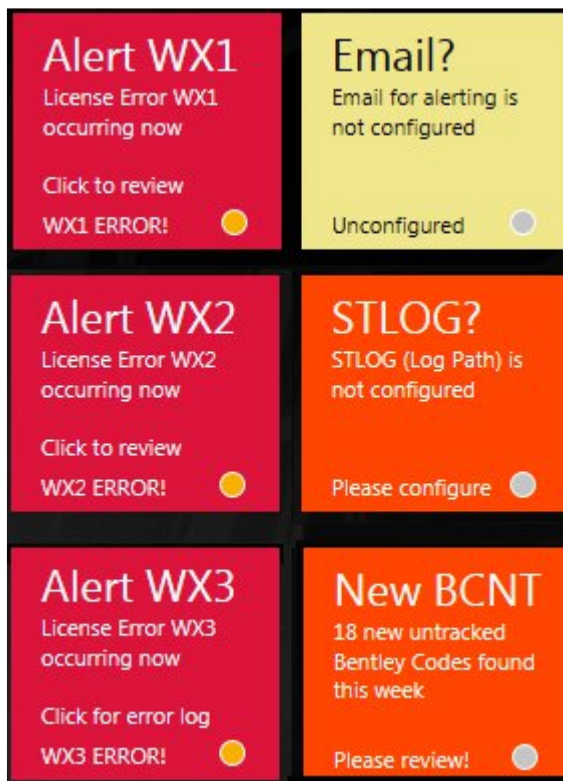 Alert WX1
License Error WX1
occurring now
Click to review
WX1 ERROR!
Email?
Email for alerting is
not configured
Unconfigured
Alert WX2
License Error WX2
occurring now
Click to review
WX2 ERROR!
STLOG?
STLOG (Log Path) is
not configured
Please configure
Alert WX3
License Error WX3
occurring now
Click for error log
WX3 ERROR!
New BCNT
18 new untracked
Bentley Codes found
this week
Please review!